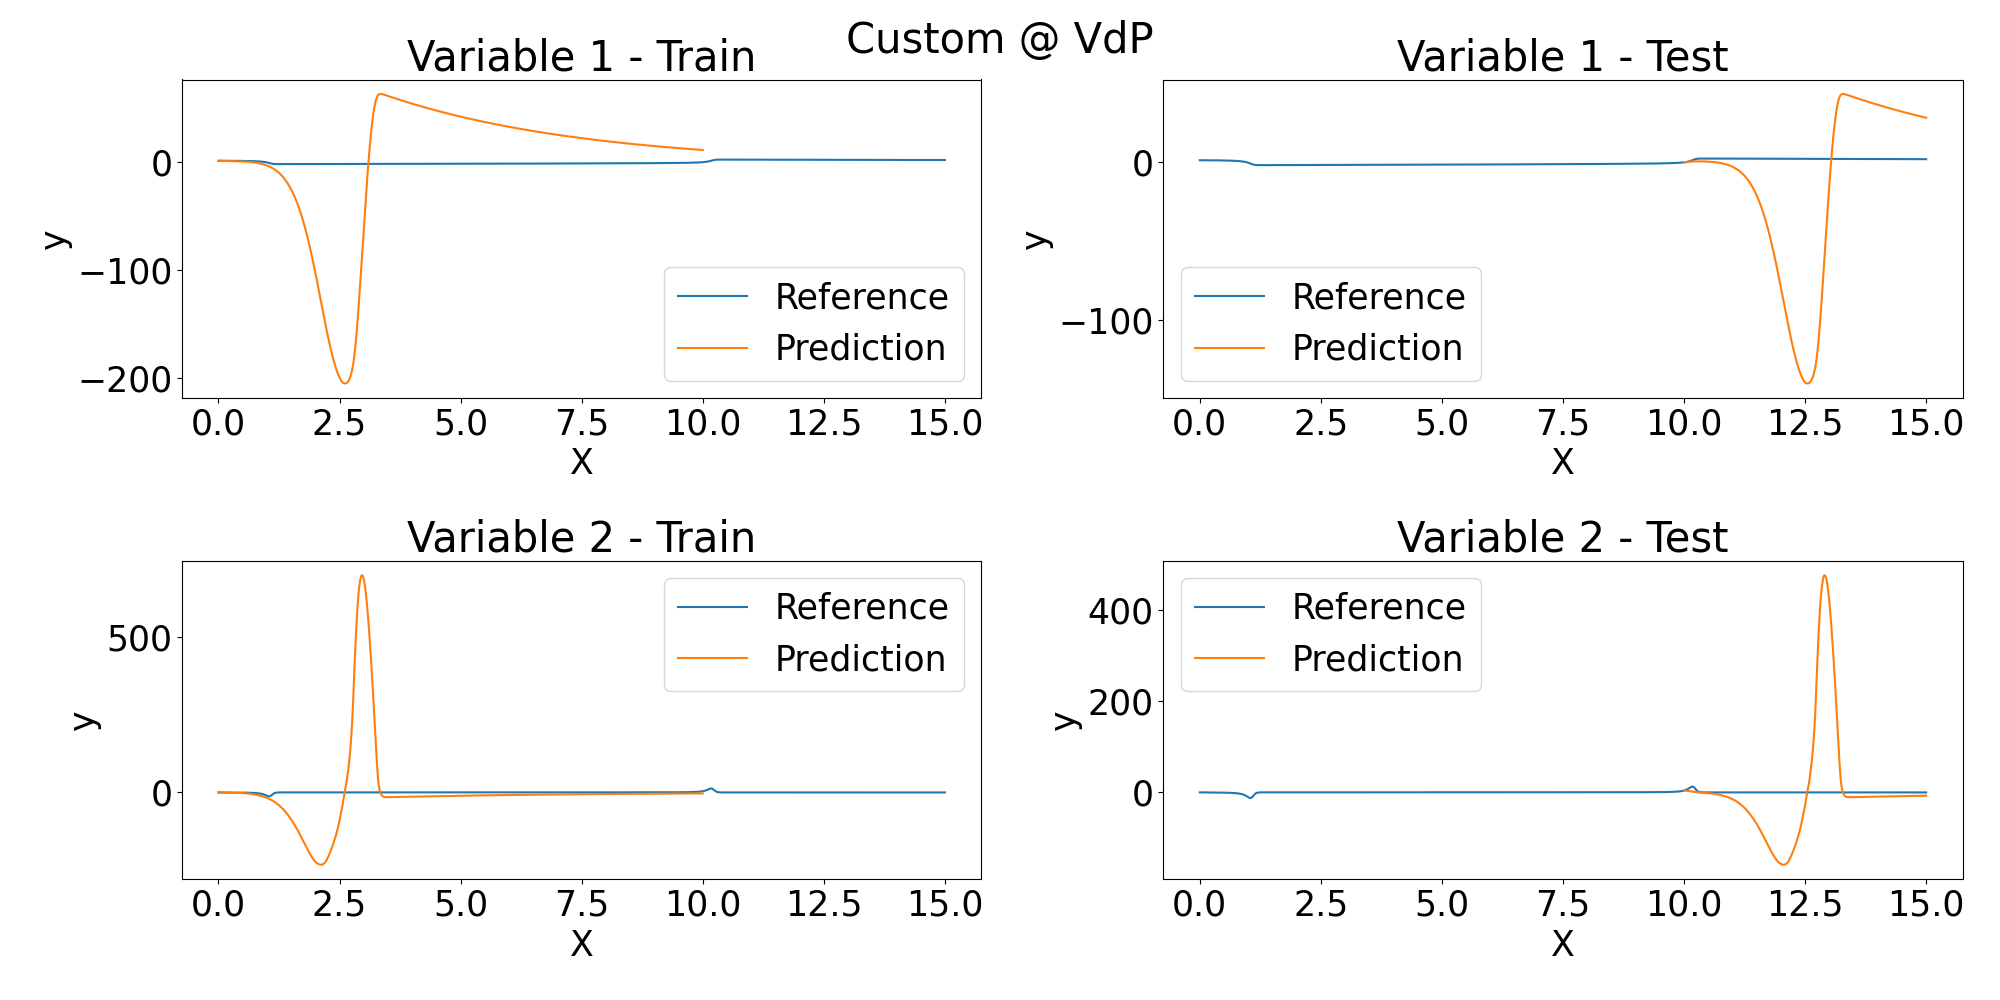 Custom @ VdP
Variable 1 - Train
0
−100
−200
y
Reference
Prediction
0.0 2.5 5.0 7.5 10.0 12.5 15.0
X
Variable 1 - Test
0
−100
y
Reference
Prediction
0.0 2.5 5.0 7.5 10.0 12.5 15.0
X
Variable 2 - Train
500
0
y
Reference
Prediction
0.0 2.5 5.0 7.5 10.0 12.5 15.0
X
Variable 2 - Test
400
200
0
y
Reference
Prediction
0.0 2.5 5.0 7.5 10.0 12.5 15.0
X